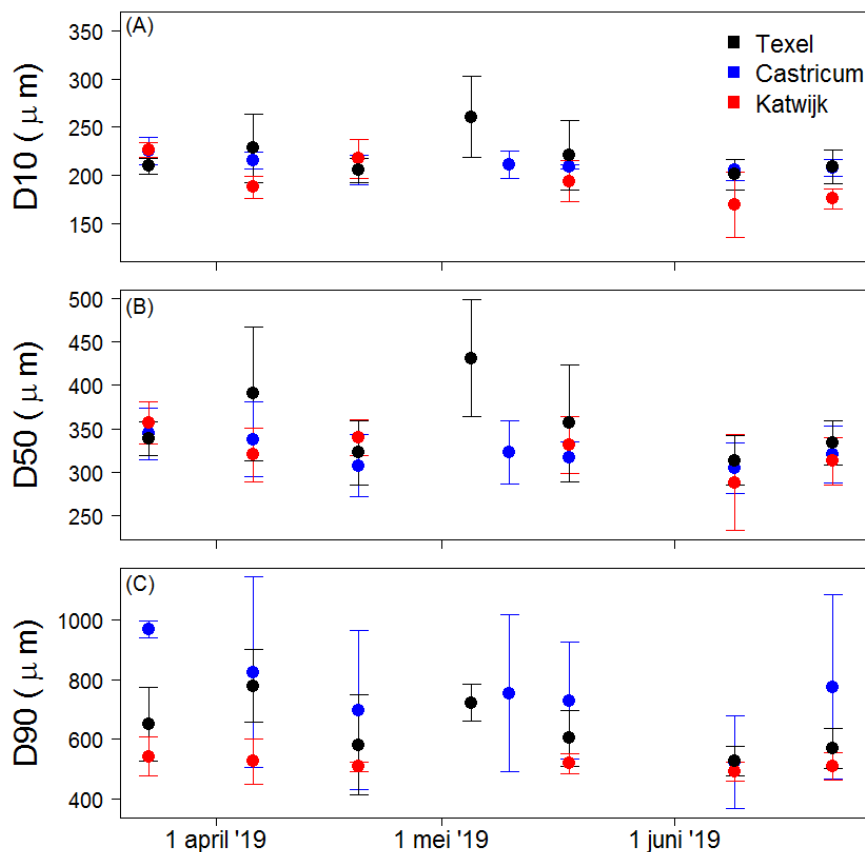 (A)
Texel
Castricum
Katwijk
D10 ( μ m)
350
300
250
200
150
(B)
D50 ( μ m)
500
450
400
350
300
250
(C)
D90 ( μ m)
1000
800
600
400
1 april '19
1 mei '19
1 juni '19